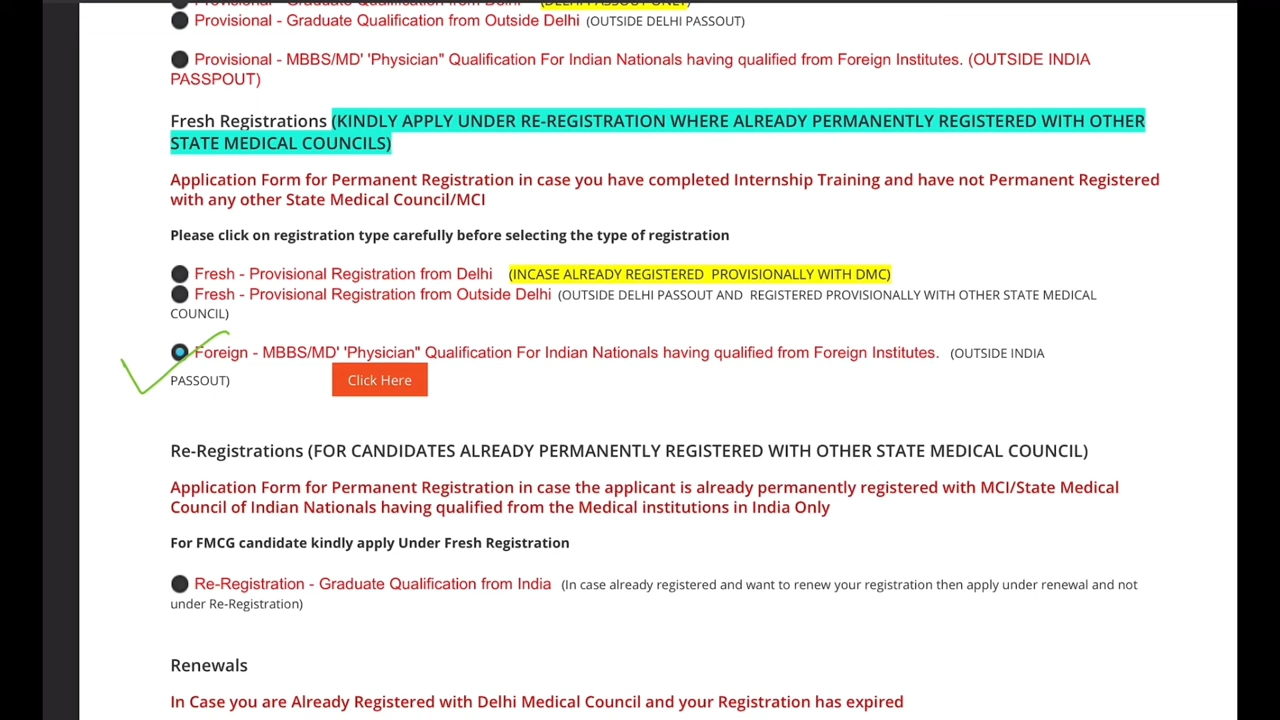 Provisional - Graduate Qualification from Delhi (DELHI PASSOUT ONLY)
Provisional - Graduate Qualification from Outside Delhi (OUTSIDE DELHI PASSOUT)
Provisional - MBBS/MD' 'Physician" Qualification For Indian Nationals having qualified from Foreign Institutes. (OUTSIDE INDIA
PASSPOUT)
Fresh Registrations (KINDLY APPLY UNDER RE-REGISTRATION WHERE ALREADY PERMANENTLY REGISTERED WITH OTHER
STATE MEDICAL COUNCILS)
Application Form for Permanent Registration in case you have completed Internship Training and have not Permanent Registered
with any other State Medical Council/MCI
Please click on registration type carefully before selecting the type of registration
Fresh - Provisional Registration from Delhi (INCASE ALREADY REGISTERED PROVISIONALLY WITH DMC)
Fresh - Provisional Registration from Outside Delhi (OUTSIDE DELHI PASSOUT AND REGISTERED PROVISIONALLY WITH OTHER STATE MEDICAL
COUNCIL)
Foreign - MBBS/MD' 'Physician" Qualification For Indian Nationals having qualified from Foreign Institutes. (OUTSIDE INDIA
PASSOUT) Click Here
Re-Registrations (FOR CANDIDATES ALREADY PERMANENTLY REGISTERED WITH OTHER STATE MEDICAL COUNCIL)
Application Form for Permanent Registration in case the applicant is already permanently registered with MCI/State Medical
Council of Indian Nationals having qualified from the Medical institutions in India Only
For FMCG candidate kindly apply Under Fresh Registration
Re-Registration - Graduate Qualification from India (In case already registered and want to renew your registration then apply under renewal and not
under Re-Registration)
Renewals
In Case you are Already Registered with Delhi Medical Council and your Registration has expired